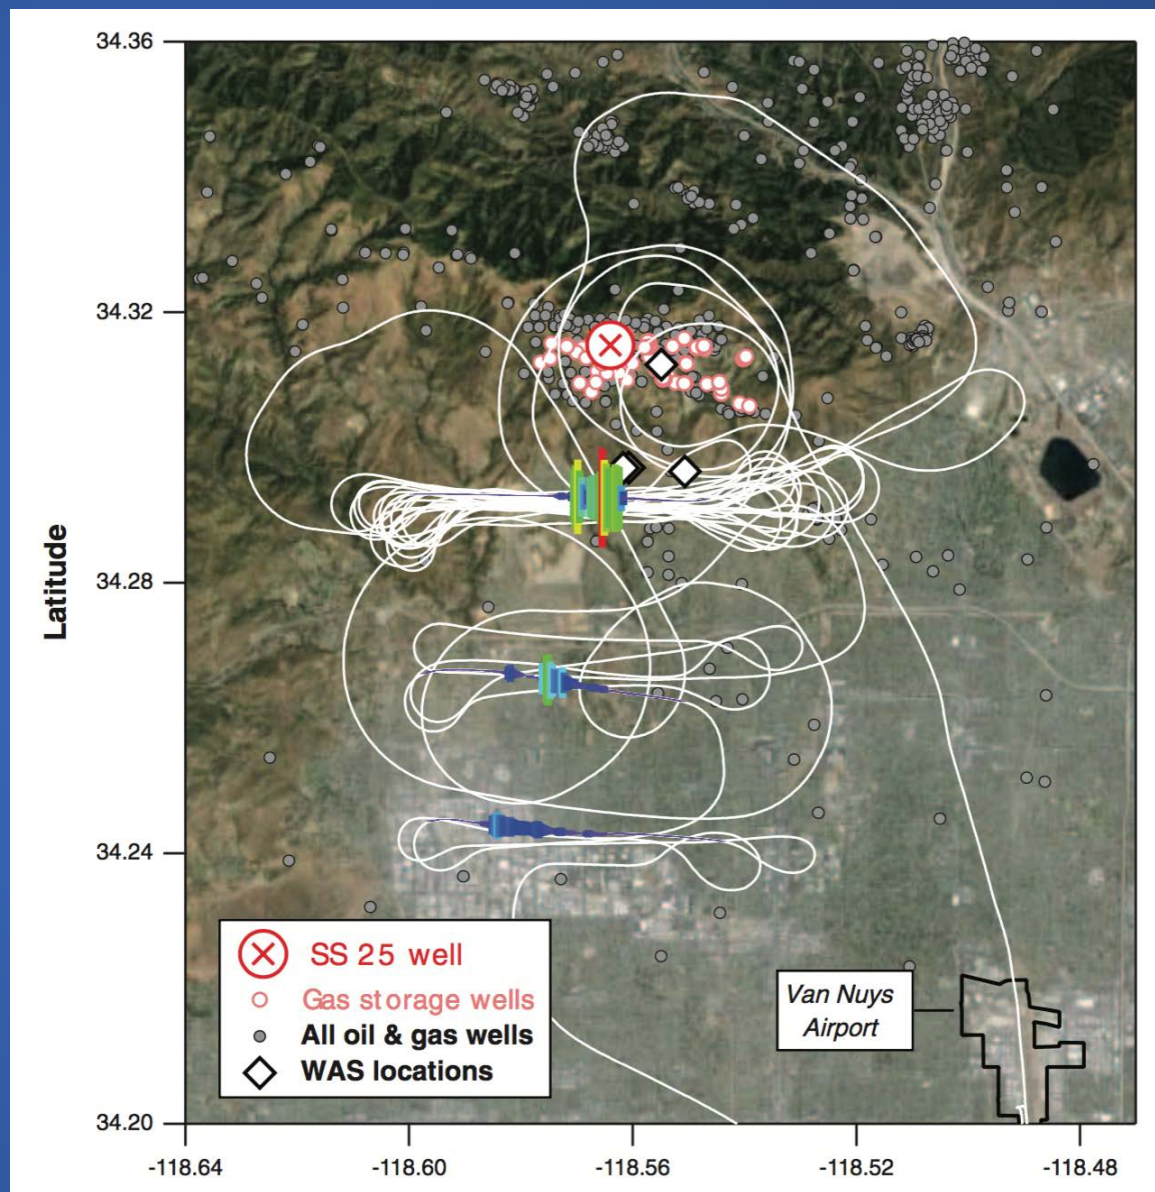 34.36
34.32
34.28
34.24
34.20
Latitude
SS 25 well
Gas storage wells
All oil & gas wells
WAS locations
Van Nuys
Airport
-118.64
-118.60
-118.56
-118.52
-118.48